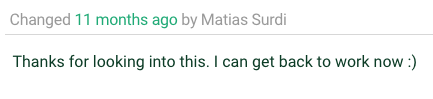 Changed 11 months ago by Matias Surdi
Thanks for looking into this. I can get back to work now :)